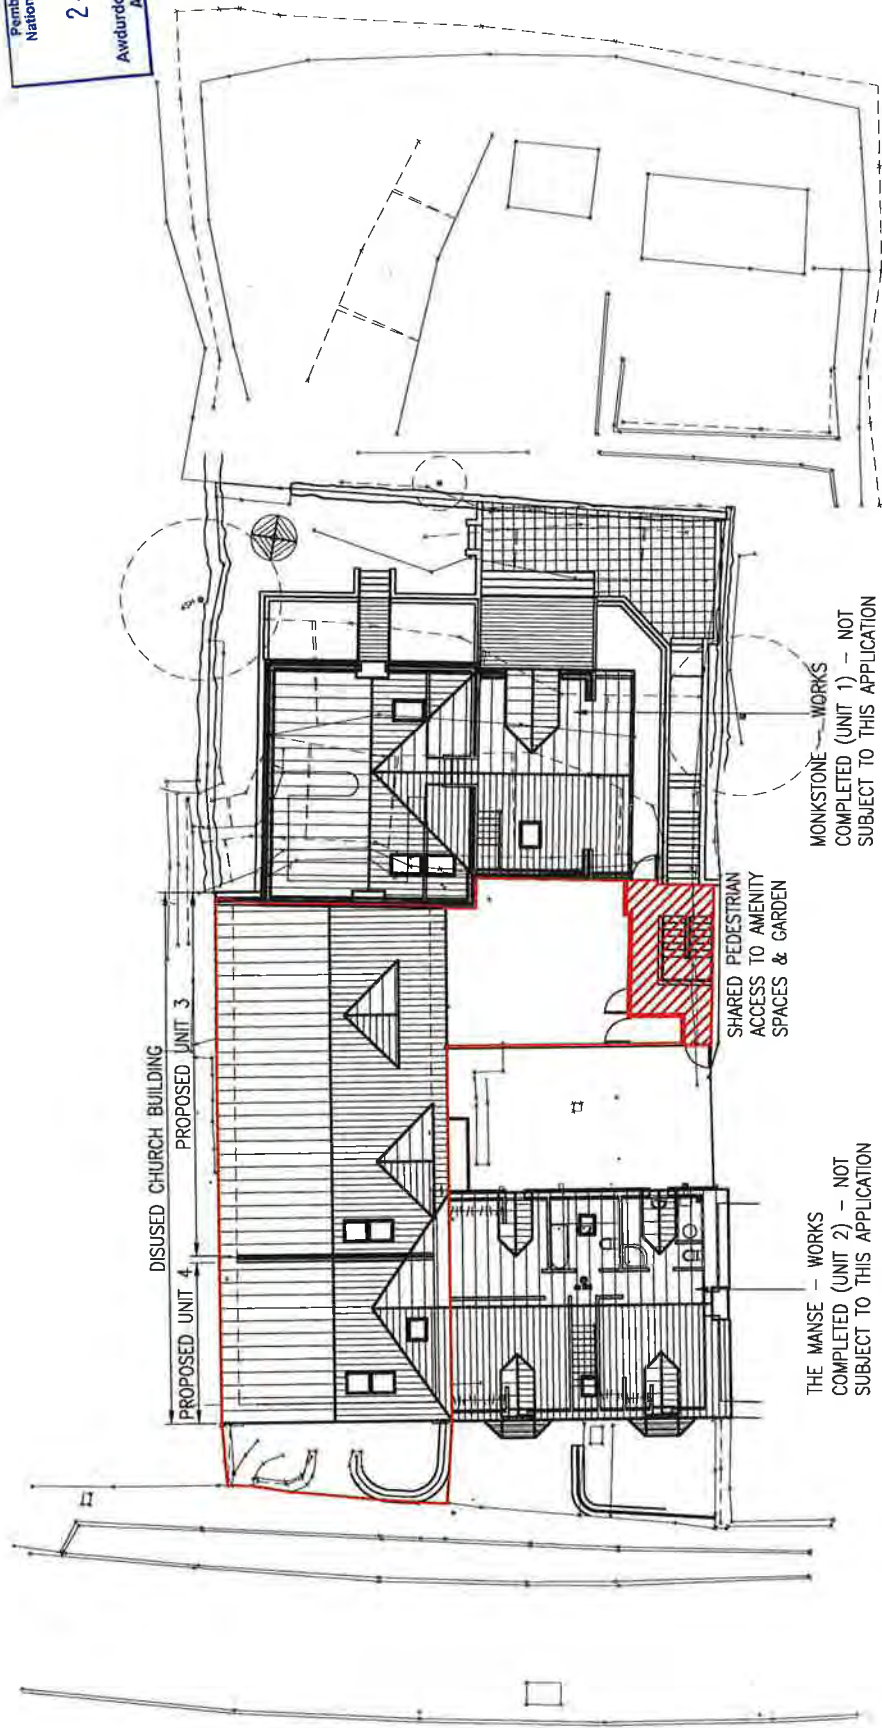 Pemb
Nation
2
Awdurdo
A
DISUSED CHURCH BUILDING
PROPOSED UNIT 4
PROPOSED UNIT 3
SHARED PEDESTRIAN
ACCESS TO AMENITY
SPACES & GARDEN
THE MANSE - WORKS
COMPLETED (UNIT 2) - NOT
SUBJECT TO THIS APPLICATION
MONKSTONE - WORKS
COMPLETED (UNIT 1) - NOT
SUBJECT TO THIS APPLICATION